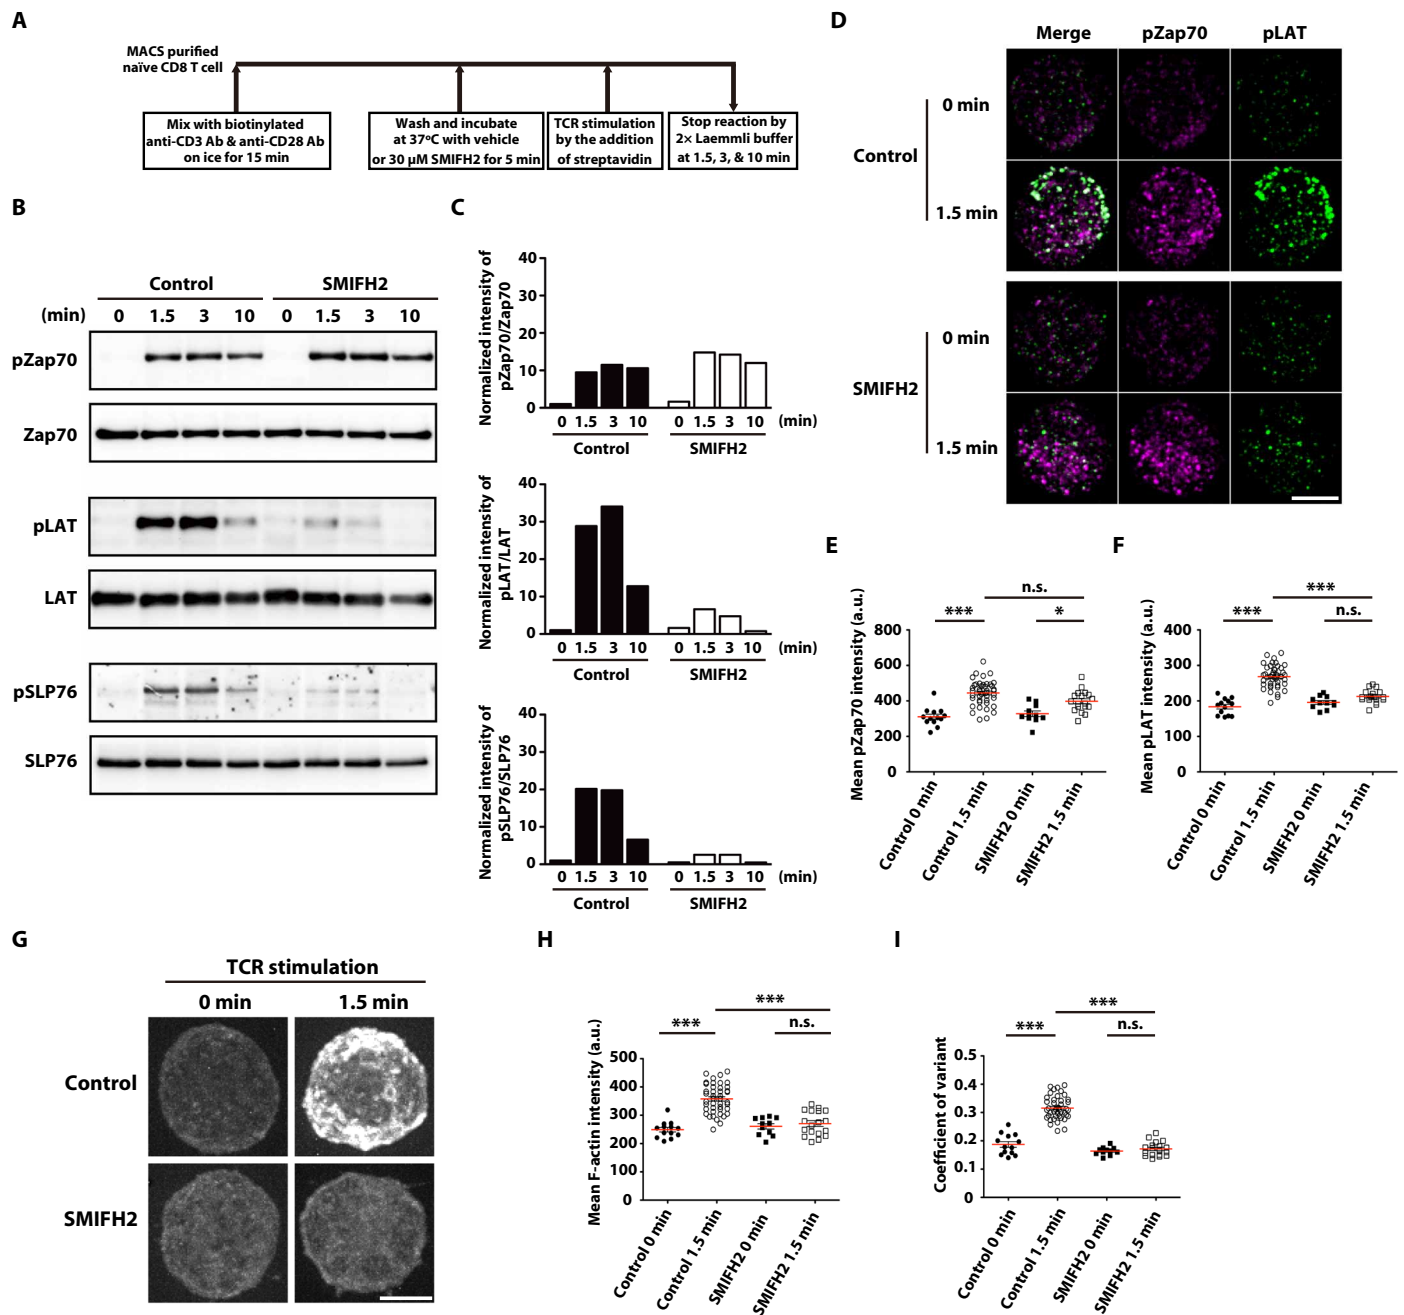 A
MACS purified
naïve CD8 T cell
Mix with biotinylated
anti-CD3 Ab & anti-CD28 Ab
on ice for 15 min
Wash and incubate
at 37ºC with vehicle
or 30 μM SMIFH2 for 5 min
TCR stimulation
by the addition
of streptavidin
Stop reaction by
2× Laemmli buffer
at 1.5, 3, & 10 min
B
Control SMIFH2
(min) 0 1.5 3 10 0 1.5 3 10
pZap70
Zap70
pLAT
LAT
pSLP76
SLP76
C
Normalized intensity of
pZap70/Zap70
40
30
20
10
0
0 1.5 3 10 0 1.5 3 10 (min)
Control SMIFH2
Normalized intensity of
pLAT/LAT
40
30
20
10
0
0 1.5 3 10 0 1.5 3 10 (min)
Control SMIFH2
Normalized intensity of
pSLP76/SLP76
40
30
20
10
0
0 1.5 3 10 0 1.5 3 10 (min)
Control SMIFH2
D
Merge pZap70 pLAT
Control
0 min
1.5 min
SMIFH2
0 min
1.5 min
E
n.s.
*** *
Mean pZap70 intensity (a.u.)
800
600
400
200
0
Control 0 min
Control 1.5 min
SMIFH2 0 min
SMIFH2 1.5 min
F
***
*** n.s.
Mean pLAT intensity (a.u.)
400
300
200
100
0
Control 0 min
Control 1.5 min
SMIFH2 0 min
SMIFH2 1.5 min
G
TCR stimulation
0 min 1.5 min
Control
SMIFH2
H
***
*** n.s.
Mean F-actin intensity (a.u.)
500
400
300
200
100
0
Control 0 min
Control 1.5 min
SMIFH2 0 min
SMIFH2 1.5 min
I
***
*** n.s.
Coefficient of variant
0.5
0.4
0.3
0.2
0.1
0
Control 0 min
Control 1.5 min
SMIFH2 0 min
SMIFH2 1.5 min